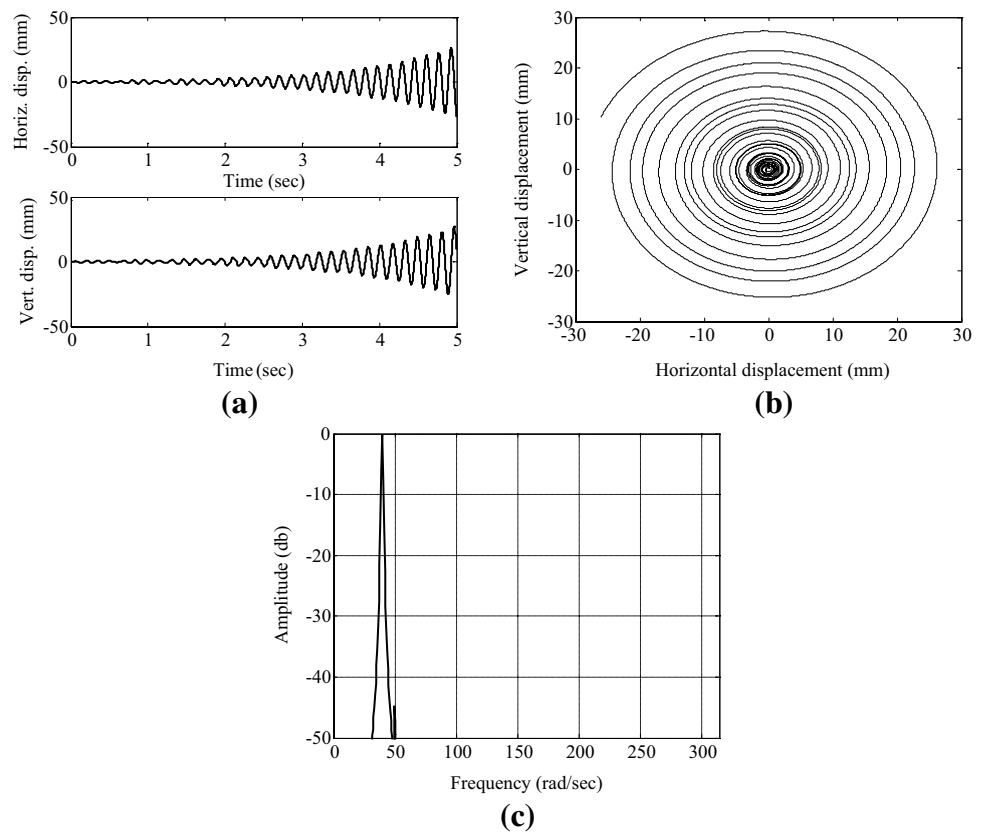 50
0
-50
Horiz. disp. (mm)
0 1 2 3 4 5
Time (sec)
50
0
-50
Vert. disp. (mm)
0 1 2 3 4 5
Time (sec)
(a)
30
20
10
0
-10
-20
-30
Vertical displacement (mm)
-30 -20 -10 0 10 20 30
Horizontal displacement (mm)
(b)
0
-10
-20
-30
-40
-50
Amplitude (db)
0 50 100 150 200 250 300
Frequency (rad/sec)
(c)